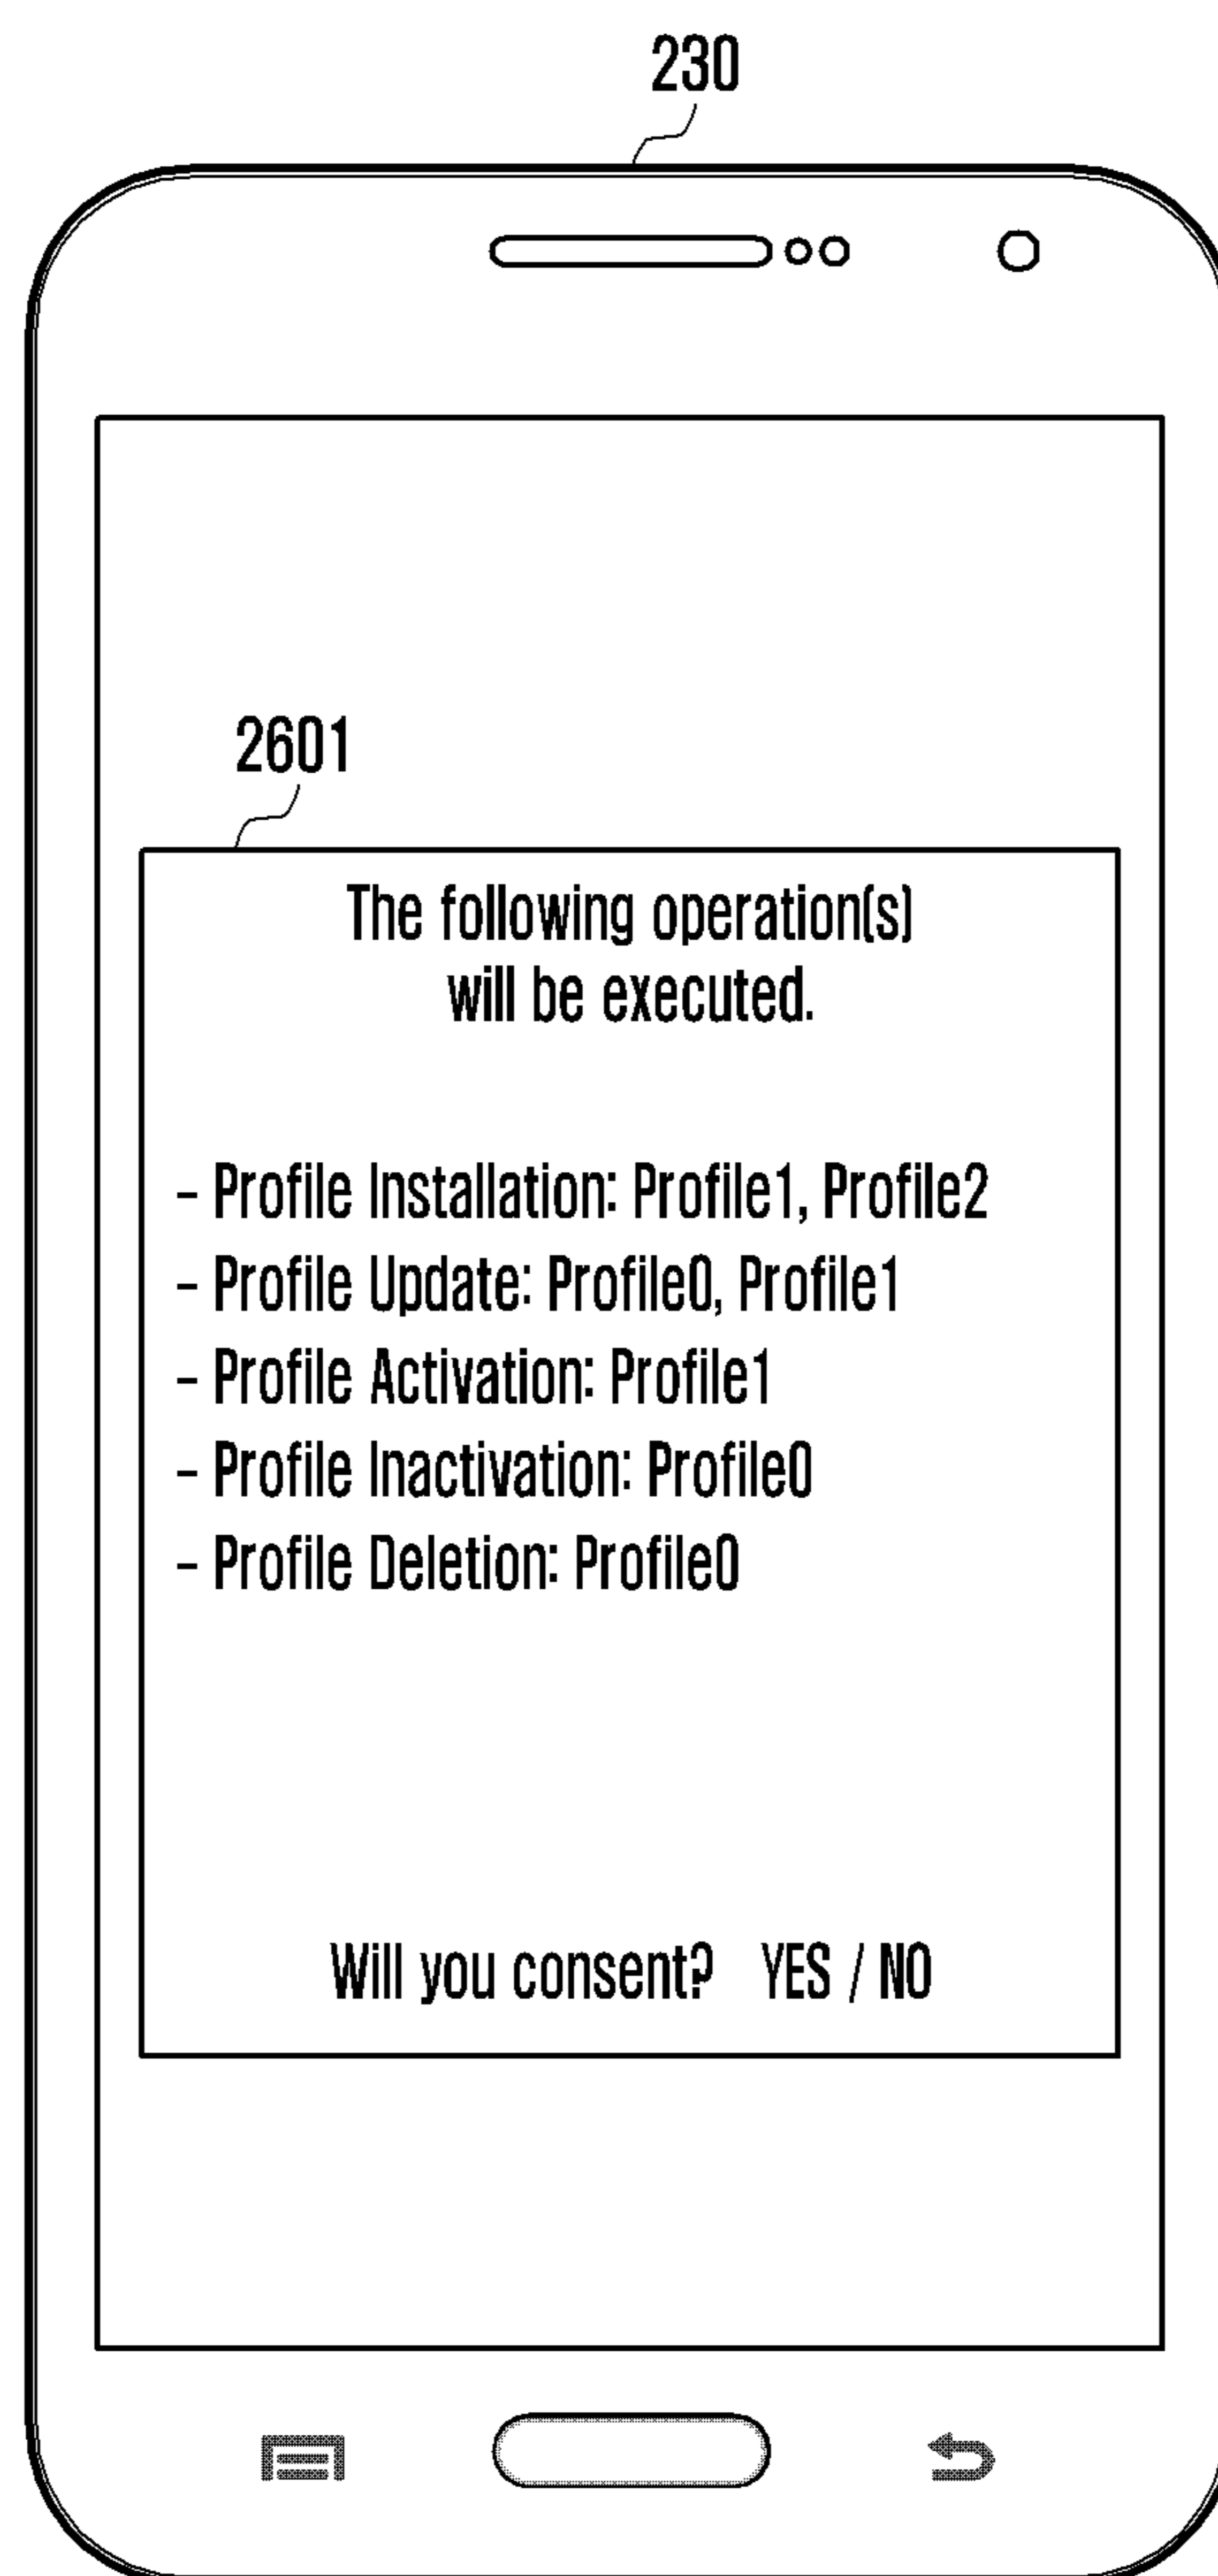 230
2601
The following operation(s)
will be executed.
- Profile Installation: Profile1, Profile2
- Profile Update: Profile0, Profile1
- Profile Activation: Profile1
- Profile Inactivation: Profile0
- Profile Deletion: Profile0
Will you consent? YES / NO